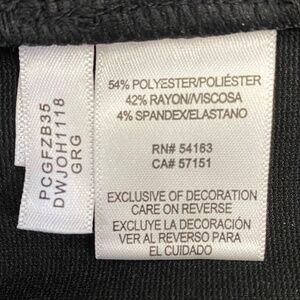 PCGFZB35
DWJOH1118
GRG
54% POLYESTER/POLIÉSTER
42% RAYON/VISCOSA
4% SPANDEX/ELASTANO
RN# 54163
CA# 57151
EXCLUSIVE OF DECORATION
CARE ON REVERSE
EXCLUYE LA DECORACIÓN
VER AL REVERSO PARA
EL CUIDADO